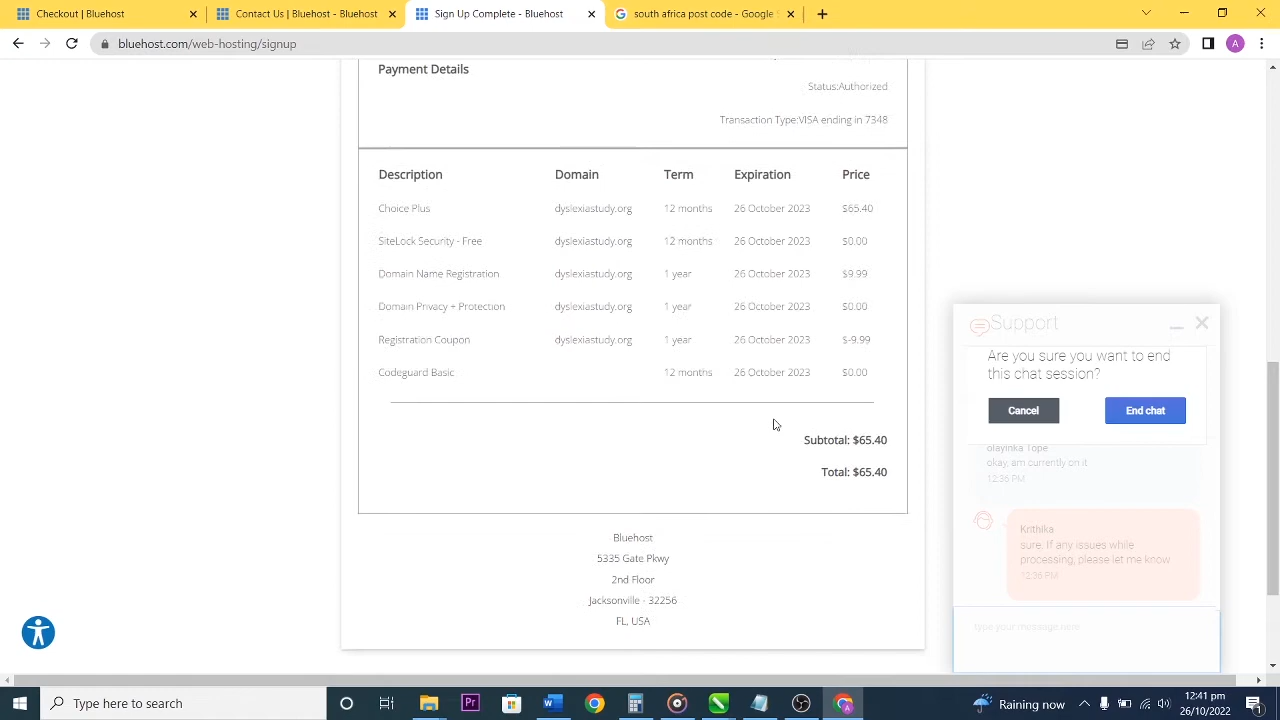 Checkout | Bluehost
Contact Us | Bluehost - Bluehost
Sign Up Complete - Bluehost
south africa post code - Google S
bluehost.com/web-hosting/signup
A
Payment Details
Status:Authorized
Transaction Type:VISA ending in 7348
Description Domain Term Expiration Price
Choice Plus dyslexiastudy.org 12 months 26 October 2023 $65.40
SiteLock Security - Free dyslexiastudy.org 12 months 26 October 2023 $0.00
Domain Name Registration dyslexiastudy.org 1 year 26 October 2023 $9.99
Domain Privacy + Protection dyslexiastudy.org 1 year 26 October 2023 $0.00
Registration Coupon dyslexiastudy.org 1 year 26 October 2023 $-9.99
Codeguard Basic 12 months 26 October 2023 $0.00
Subtotal: $65.40
Total: $65.40
Bluehost
5335 Gate Pkwy
2nd Floor
Jacksonville - 32256
FL, USA
Support
Are you sure you want to end
this chat session?
Cancel
End chat
olayinka Tope
okay, am currently on it
12:36 PM
Krithika
sure. If any issues while
processing, please let me know
12:36 PM
Type your message here
Type here to search
Pr
Raining now
12:41 pm
26/10/2022